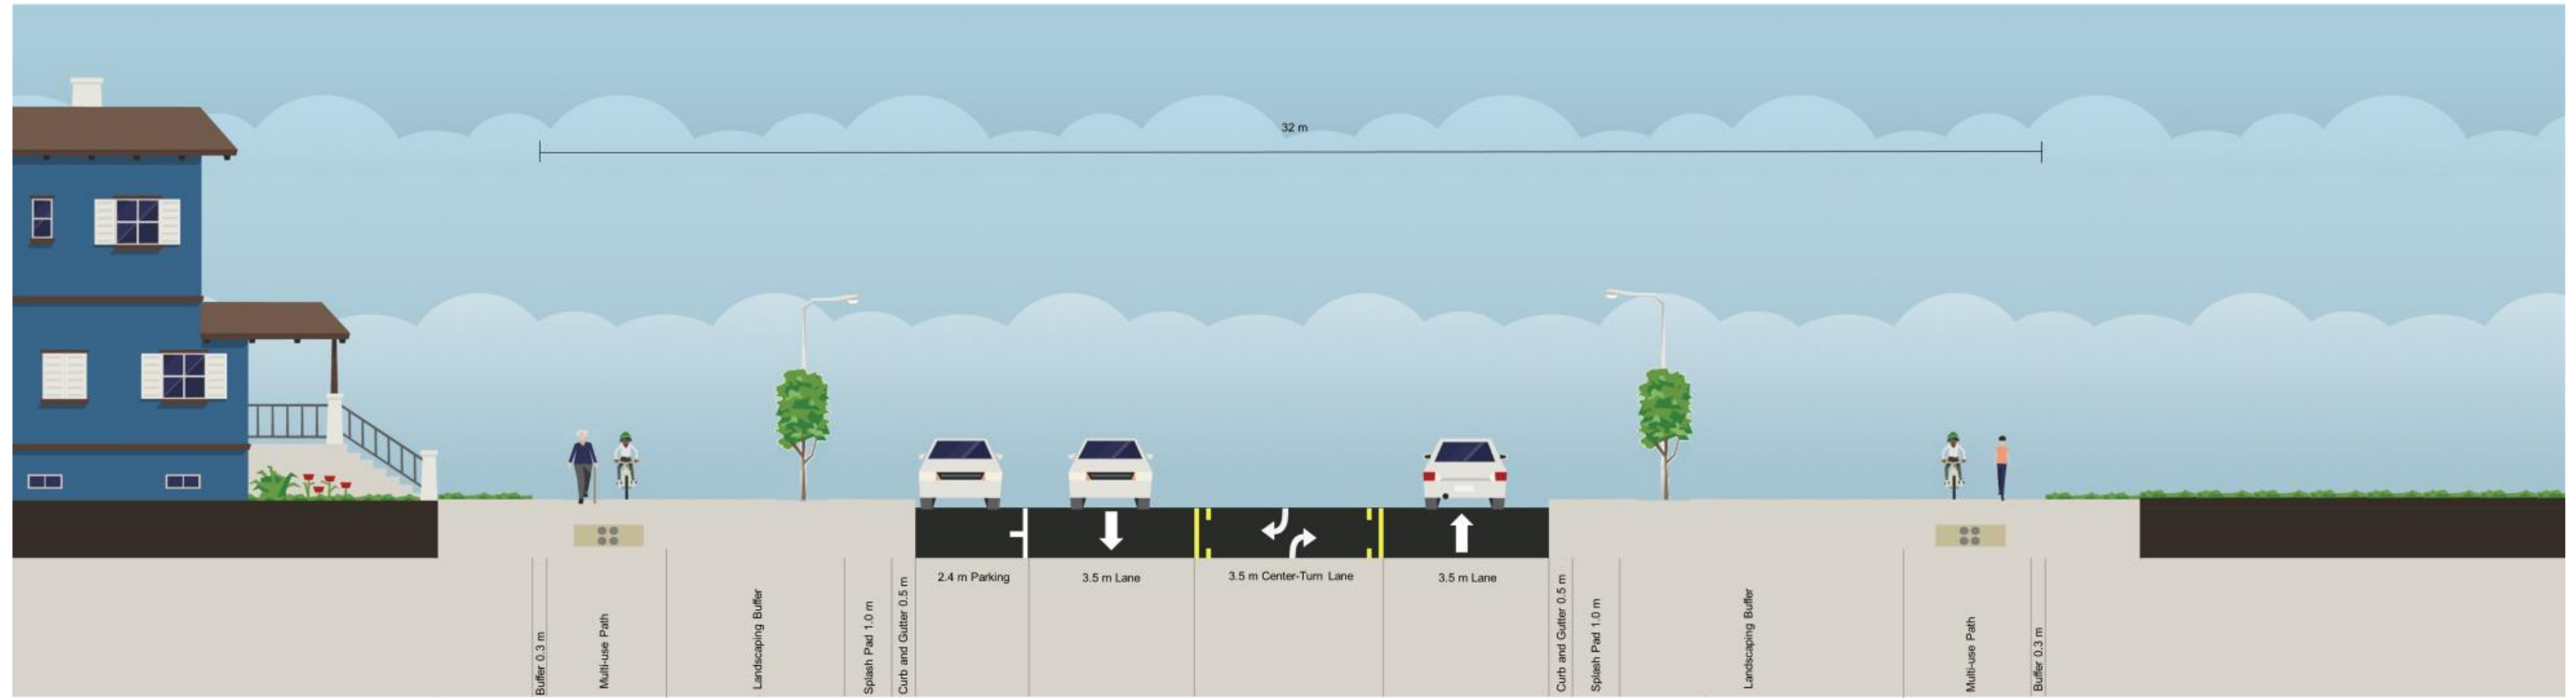 32 m
Buffer 0.3 m
Multi-use Path
Landscaping Buffer
Splash Pad 1.0 m
Curb and Gutter 0.5 m
2.4 m Parking
3.5 m Lane
3.5 m Center-Turn Lane
3.5 m Lane
Curb and Gutter 0.5 m
Splash Pad 1.0 m
Landscaping Buffer
Multi-use Path
Buffer 0.3 m